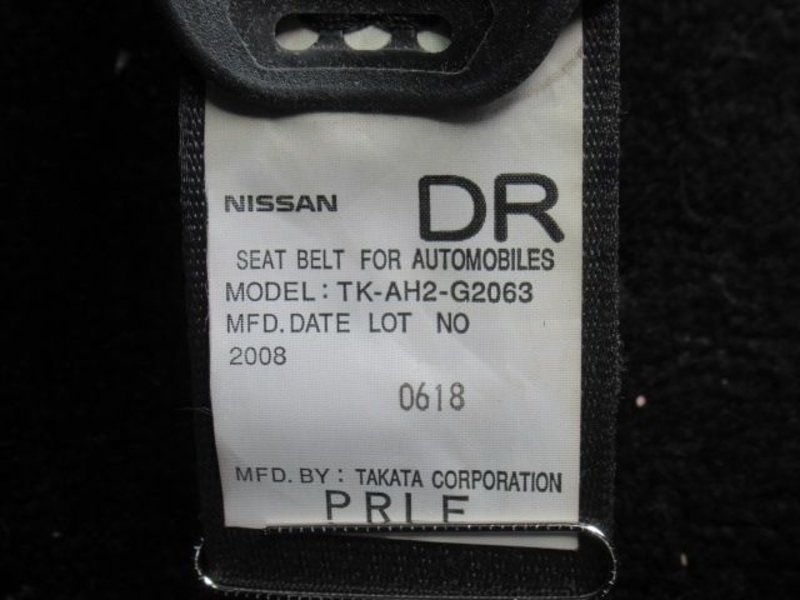 NISSAN DR
SEAT BELT FOR AUTOMOBILES
MODEL: TK-AH2-G2063
MFD.DATE LOT NO
2008
0618
MFD. BY: TAKATA CORPORATION